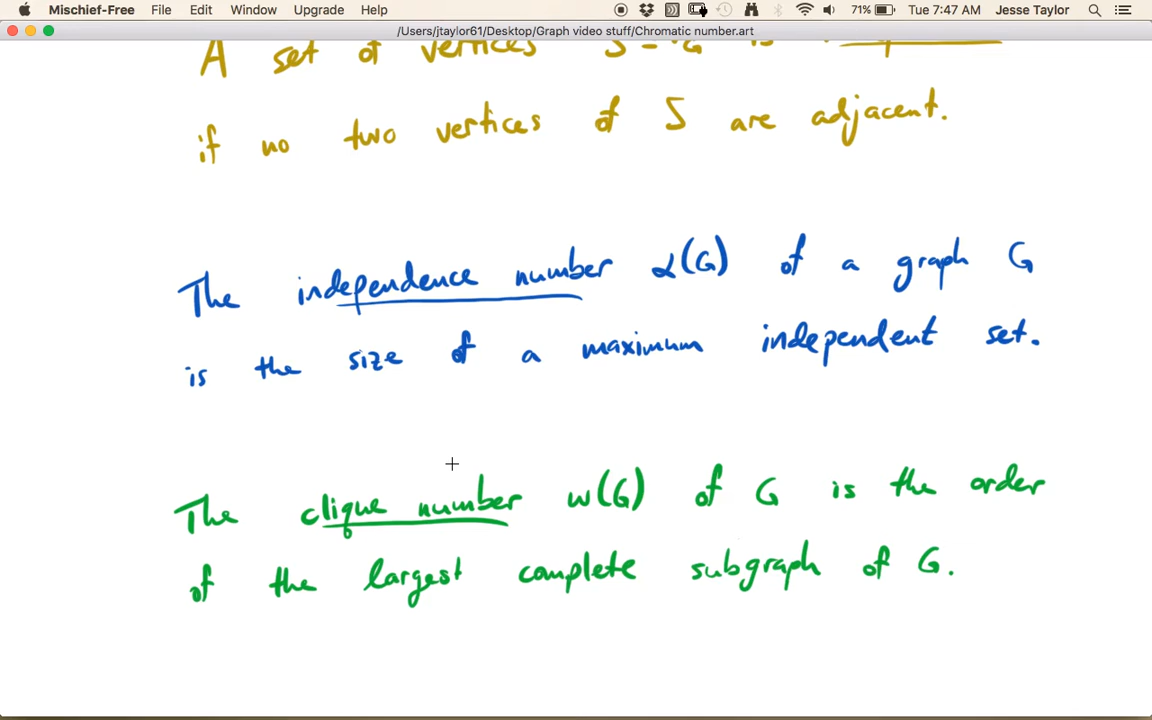 Mischief-Free File Edit Window Upgrade Help 71% Tue 7:47 AM Jesse Taylor
/Users/jtaylor61/Desktop/Graph video stuff/Chromatic number.art
A set of vertices S is
if no two vertices of S are adjacent.
The independence number α(G) of a graph G
is the size of a maximum independent set.
The clique number ω(G) of G is the order
of the largest complete subgraph of G.